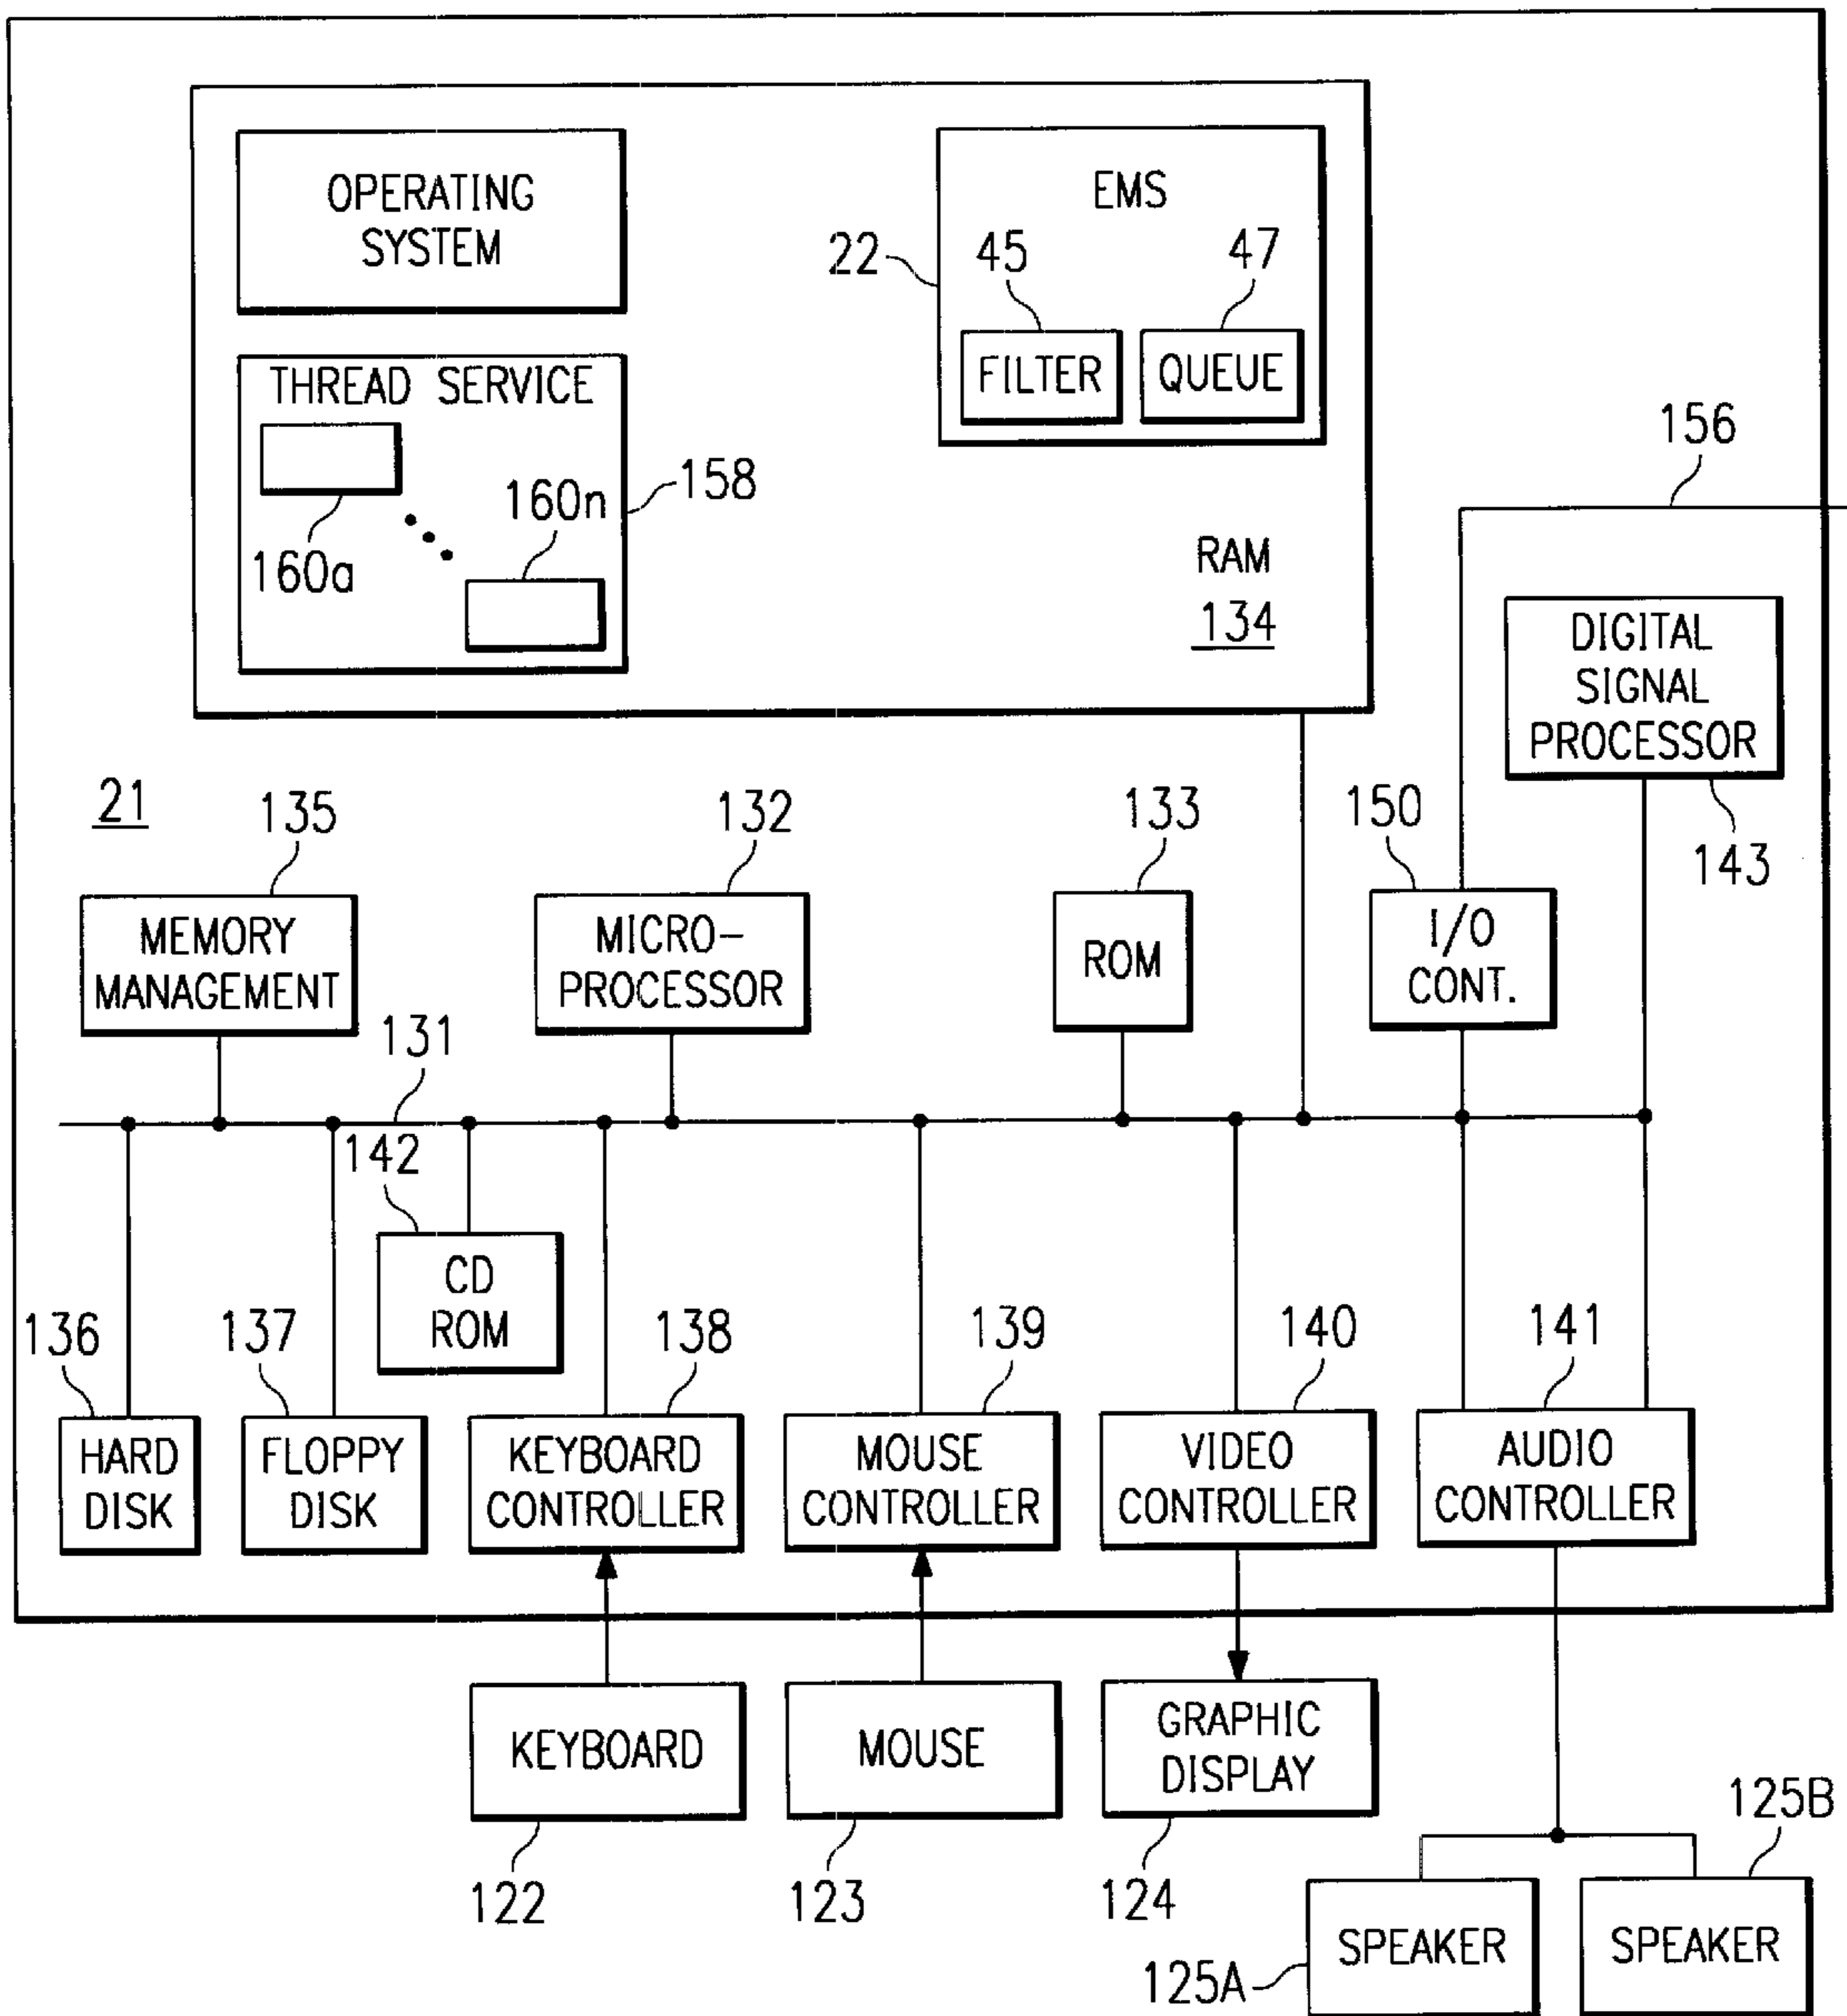 OPERATING
SYSTEM
EMS
22
45
47
FILTER
QUEUE
THREAD SERVICE
160a
160n
158
156
RAM
134
DIGITAL
SIGNAL
PROCESSOR
143
21
135
132
133
150
MEMORY
MANAGEMENT
MICRO-
PROCESSOR
ROM
I/O
CONT.
131
142
CD
ROM
136
137
138
139
140
141
HARD
DISK
FLOPPY
DISK
KEYBOARD
CONTROLLER
MOUSE
CONTROLLER
VIDEO
CONTROLLER
AUDIO
CONTROLLER
KEYBOARD
MOUSE
GRAPHIC
DISPLAY
122
123
124
125B
125A
SPEAKER
SPEAKER